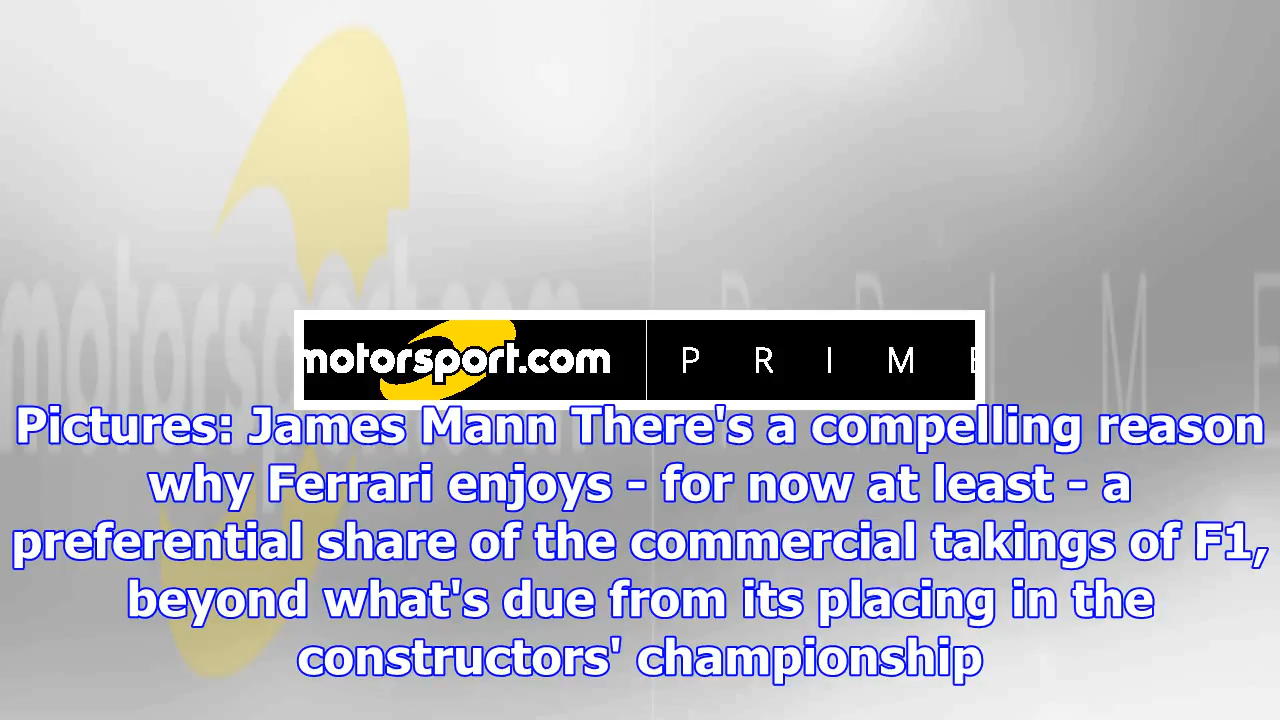 motorsport.com PRIME
Pictures: James Mann There's a compelling reason
why Ferrari enjoys - for now at least - a
preferential share of the commercial takings of F1,
beyond what's due from its placing in the
constructors' championship